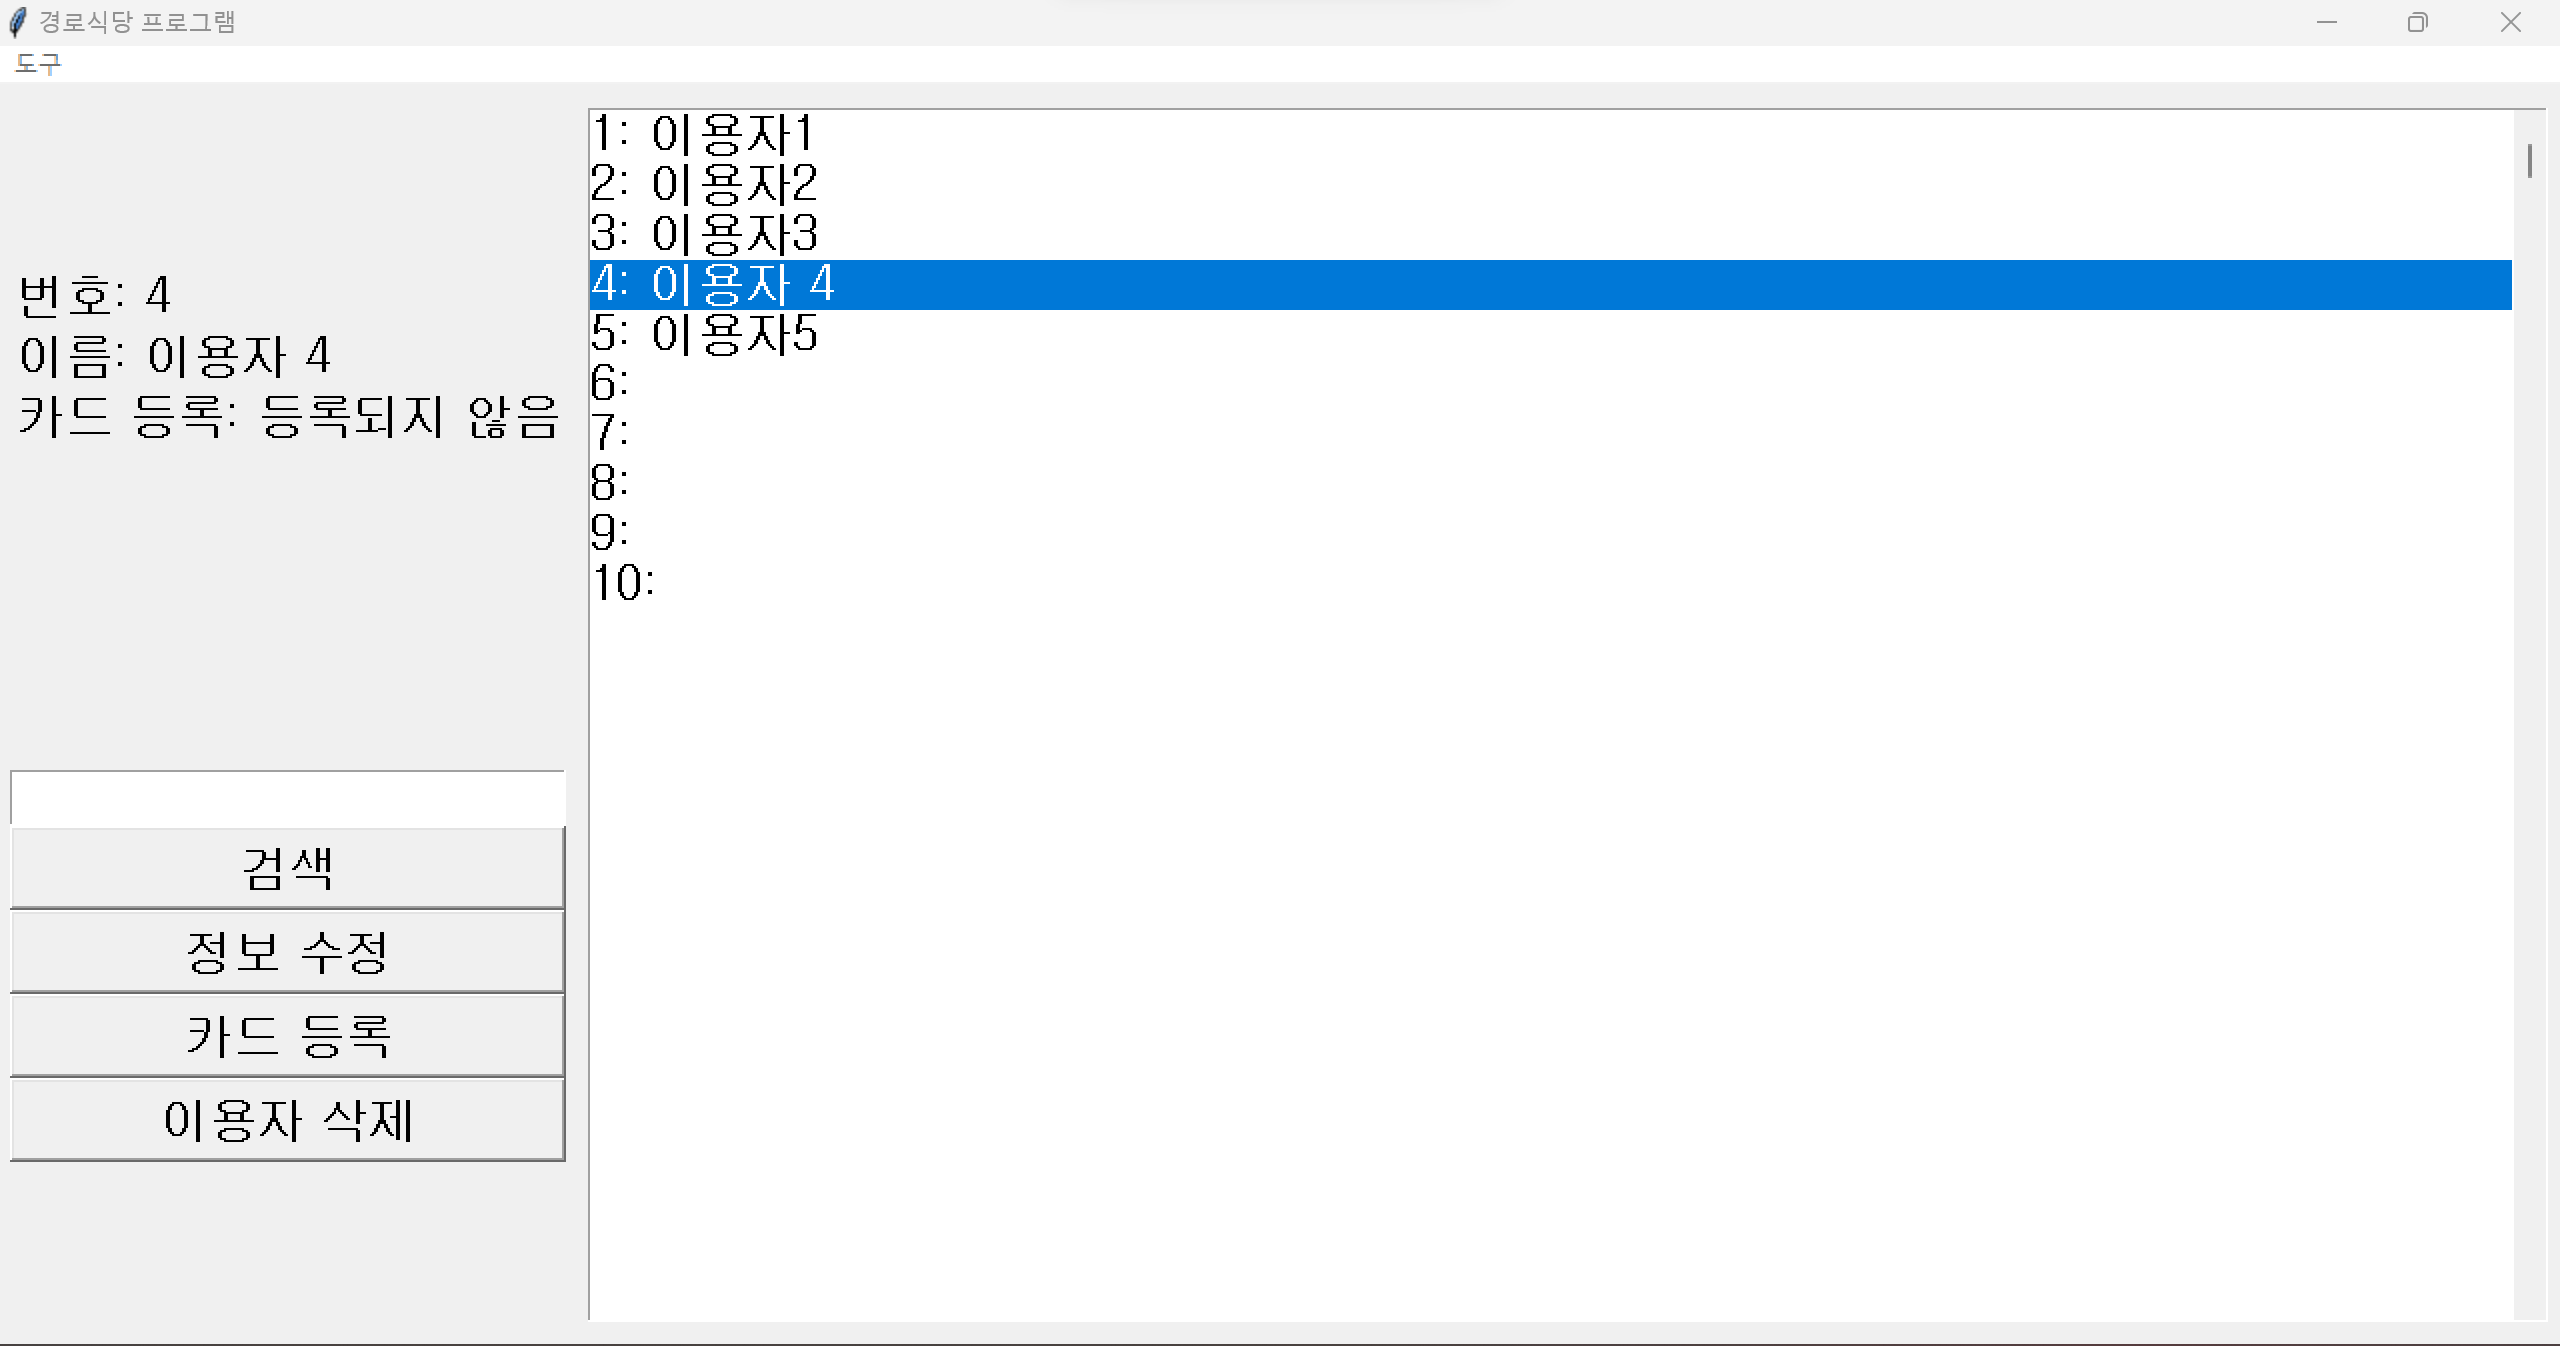 경로식당 프로그램
도구
번호: 4
이름: 이용자 4
카드 등록: 등록되지 않음
검색
정보 수정
카드 등록
이용자 삭제
1: 이용자1
2: 이용자2
3: 이용자3
4: 이용자 4
5: 이용자5
6:
7:
8:
9:
10: